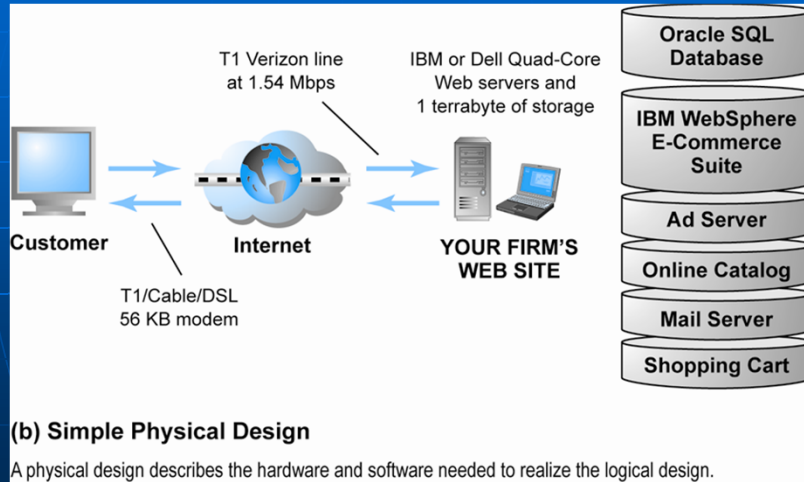 T1 Verizon line
at 1.54 Mbps
IBM or Dell Quad-Core
Web servers and
1 terrabyte of storage
Customer
Internet
YOUR FIRM'S
WEB SITE
T1/Cable/DSL
56 KB modem
Oracle SQL
Database
IBM WebSphere
E-Commerce
Suite
Ad Server
Online Catalog
Mail Server
Shopping Cart
(b) Simple Physical Design
A physical design describes the hardware and software needed to realize the logical design.